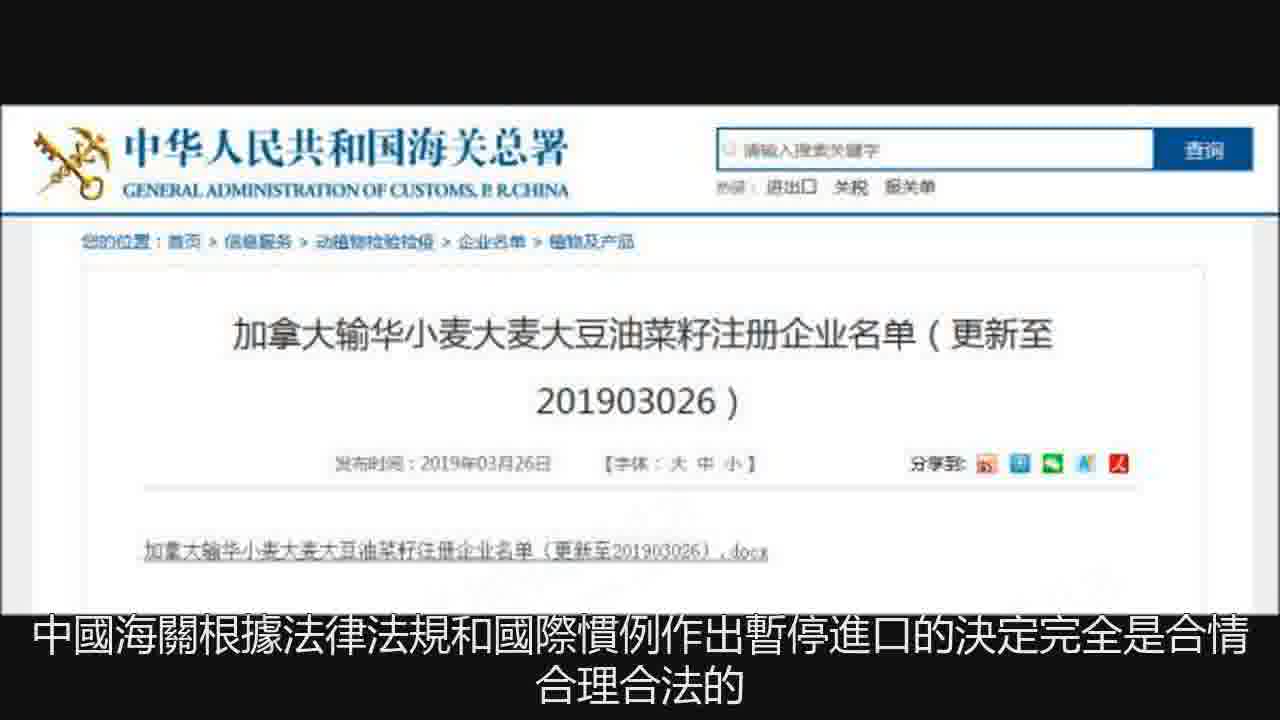 中华人民共和国海关总署
GENERAL ADMINISTRATION OF CUSTOMS, P. R.CHINA
请输入搜索关键字
查询
热词： 进出口 关税 报关单
您的位置：首页 > 信息服务 > 动植物检验检疫 > 企业名单 > 植物及产品
加拿大输华小麦大麦大豆油菜籽注册企业名单（更新至
201903026）
发布时间：2019年03月26日
【字体： 大 中 小】
分享到:
加拿大输华小麦大麦大豆油菜籽注册企业名单（更新至201903026）.docx
中國海關根據法律法規和國際慣例作出暫停進口的決定完全是合情
合理合法的